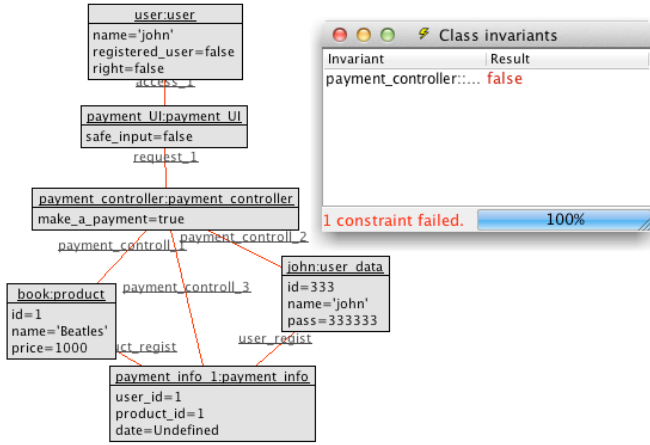 user:user
name='john'
registered_user=false
right=false
access_1
payment_UI:payment_UI
safe_input=false
request_1
payment_controller:payment_controller
make_a_payment=true
payment_controll_1
payment_controll_2
payment_controll_3
book:product
id=1
name='Beatles'
price=1000
uct_regist
john:user_data
id=333
name='john'
pass=333333
user_regist
payment_info_1:payment_info
user_id=1
product_id=1
date=Undefined
Class invariants
Invariant Result
payment_controller::... false
1 constraint failed. 100%